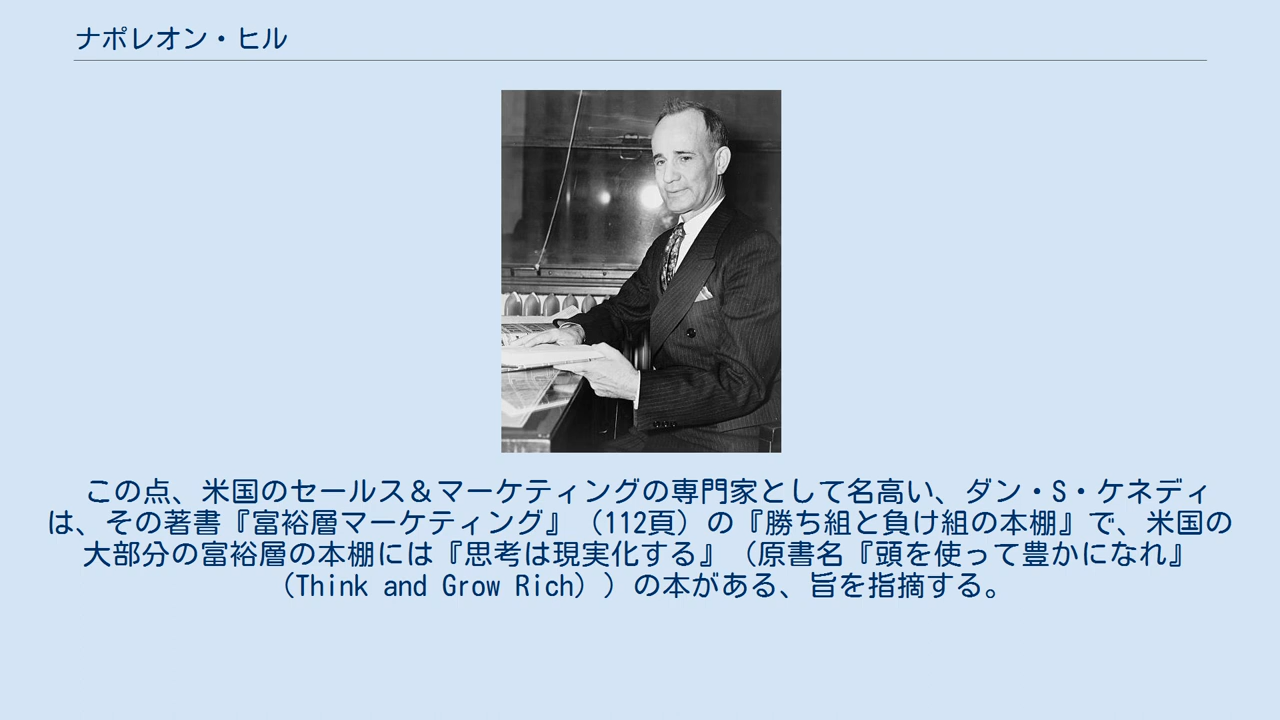 ナポレオン・ヒル
この点、米国のセールス＆マーケティングの専門家として名高い、ダン・S・ケネディ
は、その著書『富裕層マーケティング』（112頁）の『勝ち組と負け組の本棚』で、米国の
大部分の富裕層の本棚には『思考は現実化する』（原書名『頭を使って豊かになれ』
（Think and Grow Rich））の本がある、旨を指摘する。